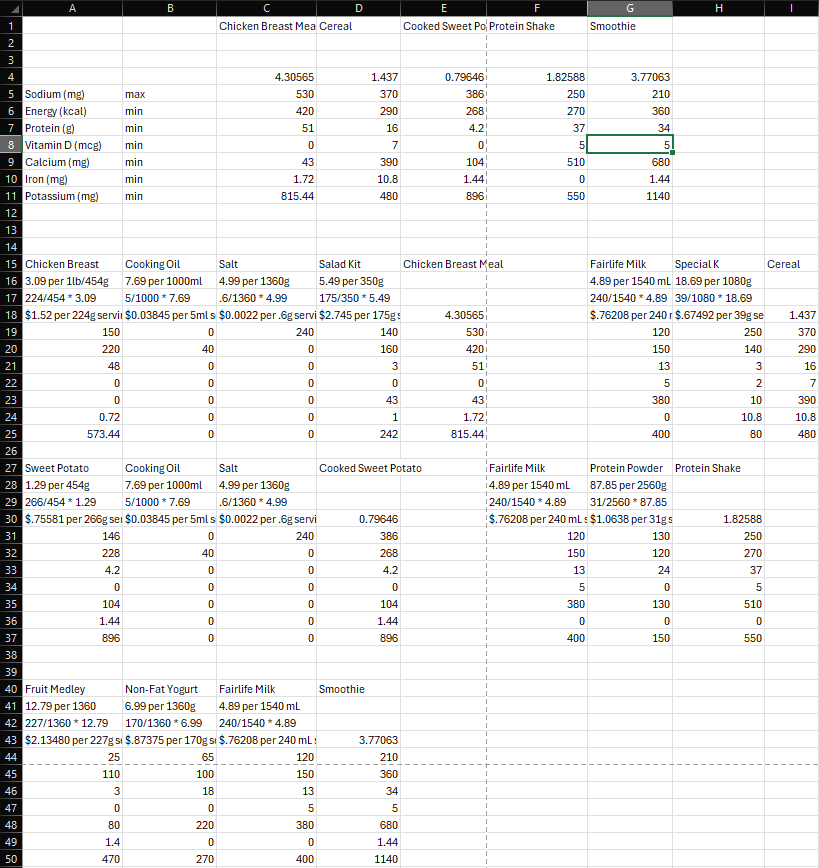 A B C D E F G H I
1 Chicken Breast Mea Cereal Cooked Sweet Po Protein Shake Smoothie
2
3
4 4.30565 1.437 0.79646 1.82588 3.77063
5 Sodium (mg) max 530 370 386 250 210
6 Energy (kcal) min 420 290 268 270 360
7 Protein (g) min 51 16 4.2 37 34
8 Vitamin D (mcg) min 0 7 0 5 5
9 Calcium (mg) min 43 390 104 510 680
10 Iron (mg) min 1.72 10.8 1.44 0 1.44
11 Potassium (mg) min 815.44 480 896 550 1140
12
13
14
15 Chicken Breast Cooking Oil Salt Salad Kit Chicken Breast Meal Fairlife Milk Special K Cereal
16 3.09 per 1lb/454g 7.69 per 1000ml 4.99 per 1360g 5.49 per 350g 4.89 per 1540 mL 18.69 per 1080g
17 224/454 * 3.09 5/1000 * 7.69 .6/1360 * 4.99 175/350 * 5.49 240/1540 * 4.89 39/1080 * 18.69
18 $1.52 per 224g servi $0.03845 per 5ml s $0.0022 per .6g servi $2.745 per 175g s 4.30565 $.76208 per 240 r $.67492 per 39g se 1.437
19 150 0 240 140 530 120 250 370
20 220 40 0 160 420 150 140 290
21 48 0 0 3 51 13 3 16
22 0 0 0 0 0 5 2 7
23 0 0 0 43 43 380 10 390
24 0.72 0 0 1 1.72 0 10.8 10.8
25 573.44 0 0 242 815.44 400 80 480
26
27 Sweet Potato Cooking Oil Salt Cooked Sweet Potato Fairlife Milk Protein Powder Protein Shake
28 1.29 per 454g 7.69 per 1000ml 4.99 per 1360g 4.89 per 1540 mL 87.85 per 2560g
29 266/454 * 1.29 5/1000 * 7.69 .6/1360 * 4.99 240/1540 * 4.89 31/2560 * 87.85
30 $.75581 per 266g ser $0.03845 per 5ml s $0.0022 per .6g servi 0.79646 $.76208 per 240 mL s $1.0638 per 31g s 1.82588
31 146 0 240 386 120 130 250
32 228 40 0 268 150 120 270
33 4.2 0 0 4.2 13 24 37
34 0 0 0 0 5 0 5
35 104 0 0 104 380 130 510
36 1.44 0 0 1.44 0 0 0
37 896 0 0 896 400 150 550
38
39
40 Fruit Medley Non-Fat Yogurt Fairlife Milk Smoothie
41 12.79 per 1360 6.99 per 1360g 4.89 per 1540 mL
42 227/1360 * 12.79 170/1360 * 6.99 240/1540 * 4.89
43 $2.13480 per 227g s $.87375 per 170g s $.76208 per 240 mL s 3.77063
44 25 65 120 210
45 110 100 150 360
46 3 18 13 34
47 0 0 5 5
48 80 220 380 680
49 1.4 0 0 1.44
50 470 270 400 1140